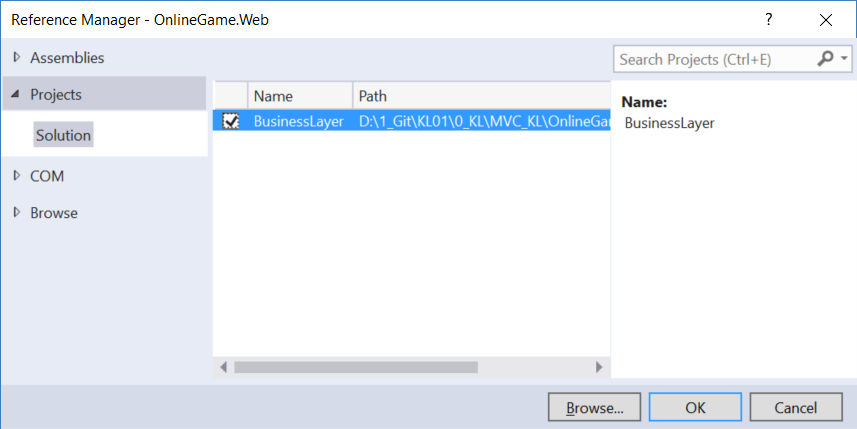 Reference Manager - OnlineGame.Web
? 
Assemblies
Search Projects (Ctrl+E)
Projects
Name Path
Name:
Solution
BusinessLayer D:\1_Git\KL01\0_KL\MVC_KL\OnlineGar
BusinessLayer
COM
Browse
Browse... OK Cancel